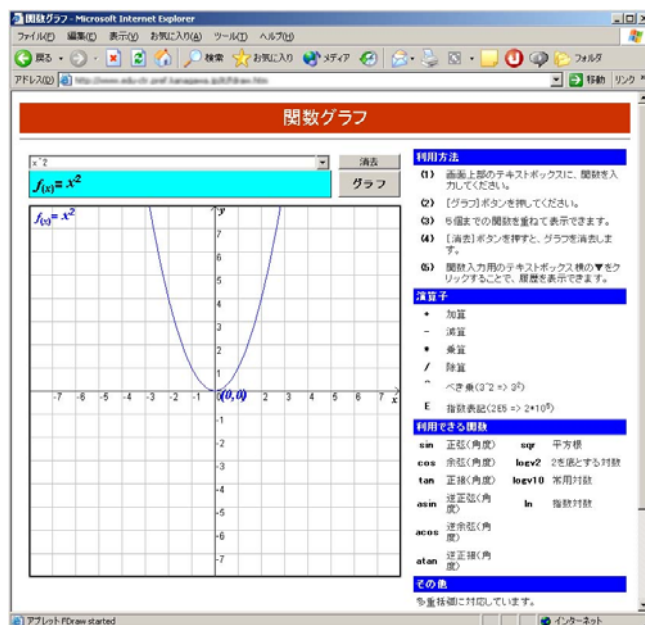 関数グラフ - Microsoft Internet Explorer
ファイル(F) 編集(E) 表示(V) お気に入り(A) ツール(T) ヘルプ(H)
戻る 検索 お気に入り メディア フォルダ
アドレス(D) 移動 リンク »
関数グラフ
x^2 消去
f(x)= x² グラフ
f(x)= x²
y
7
6
5
4
3
2
1
-7 -6 -5 -4 -3 -2 -1 0 (0,0) 1 2 3 4 5 6 7 x
-1
-2
-3
-4
-5
-6
-7
利用方法
(1) 画面上部のテキストボックスに、関数を入
力してください。
(2) [グラフ]ボタンを押してください。
(3) 5個までの関数を重ねて表示できます。
(4) [消去]ボタンを押すと、グラフを消去しま
す。
(5) 関数入力用のテキストボックス横の▼をク
リックすることで、履歴を表示できます。
演算子
+ 加算
- 減算
* 乗算
/ 除算
^ べき乗(3^2 => 3²)
E 指数表記(2E5 => 2*10⁵)
利用できる関数
sin 正弦(角度) sqr 平方根
cos 余弦(角度) logv2 2を底とする対数
tan 正接(角度) logv10 常用対数
asin 逆正弦(角
度) ln 指数対数
acos 逆余弦(角
度)
atan 逆正接(角
度)
その他
多重括弧に対応しています。
アプレット FDraw started インターネット